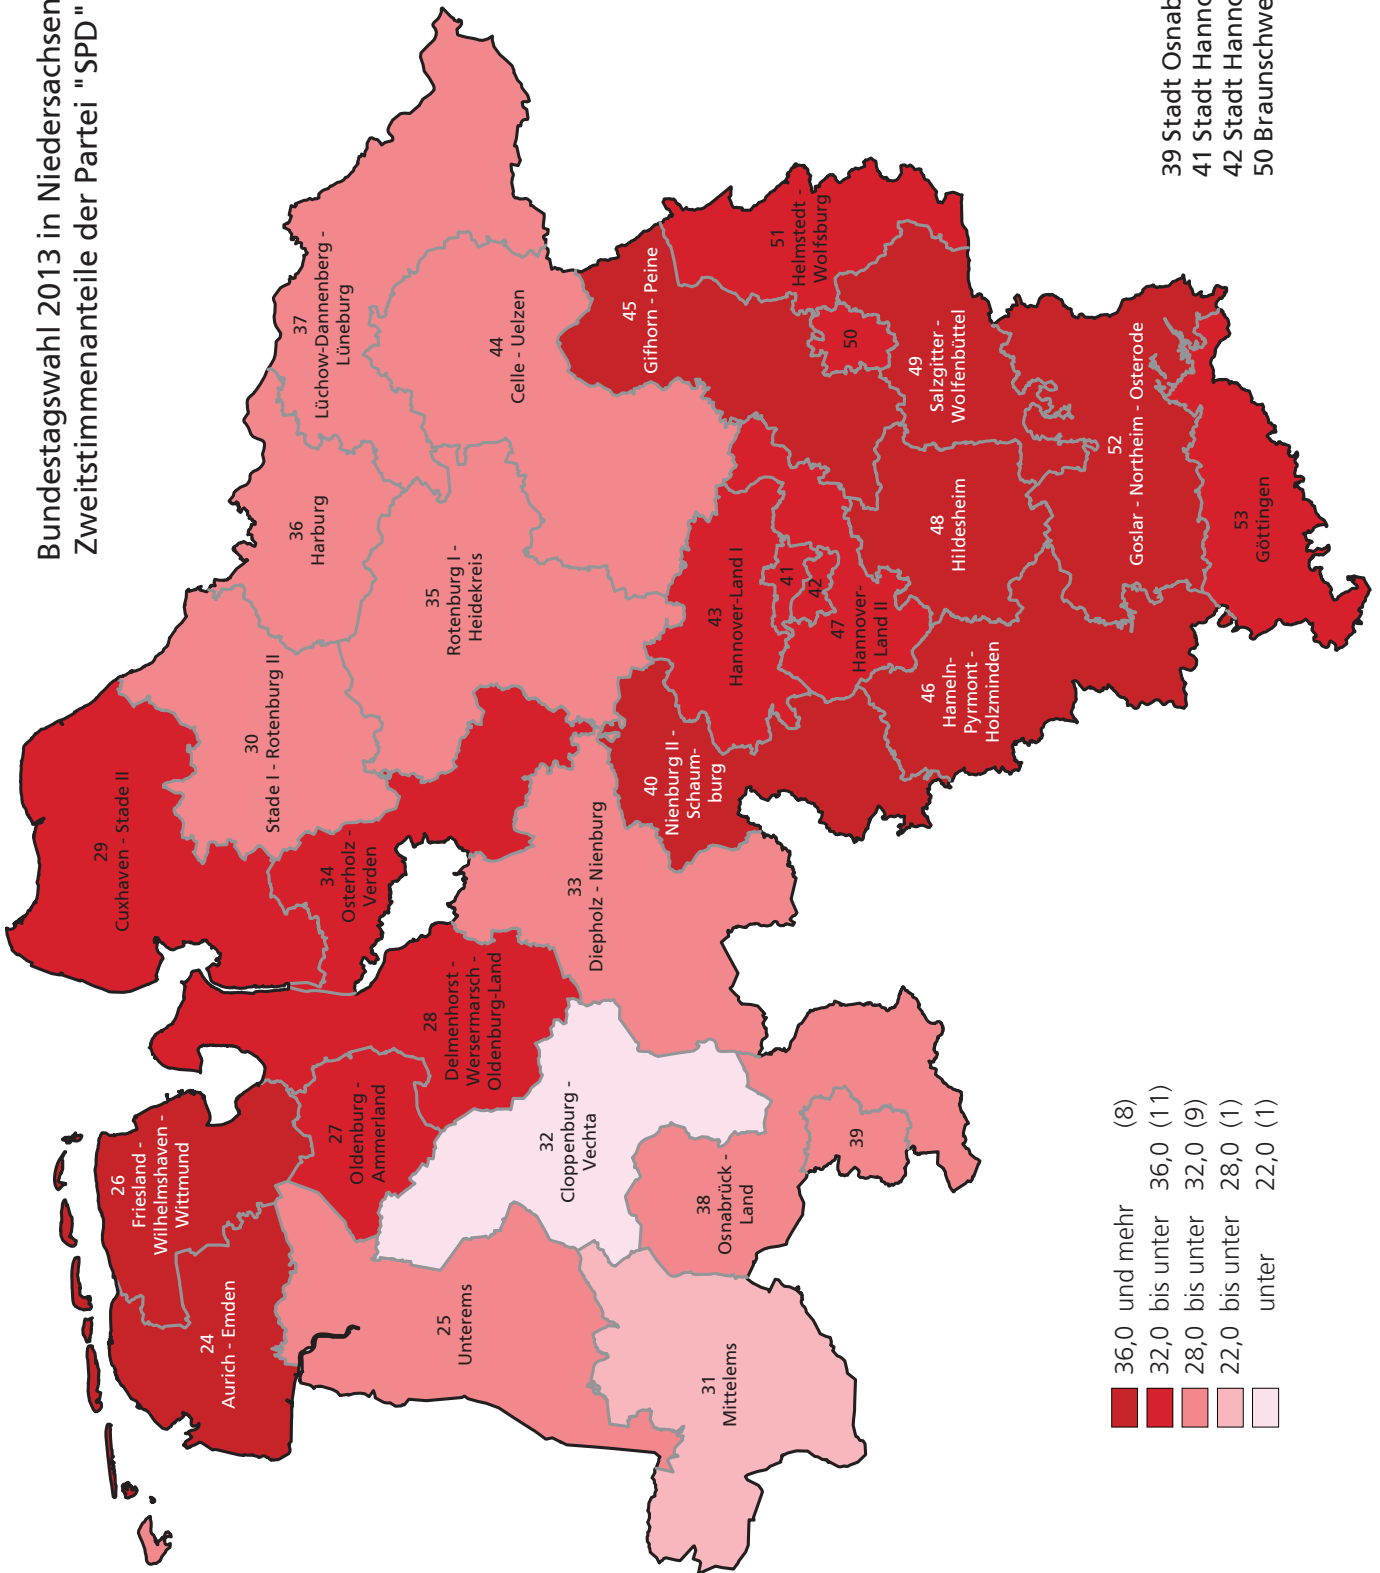 Bundestagswahl 2013 in Niedersachsen
Zweitstimmenanteile der Partei "SPD"
29
Cuxhaven - Stade II
26
Friesland -
Wilhelmshaven -
Wittmund
24
Aurich - Emden
30
Stade I - Rotenburg II
36
Harburg
37
Lüchow-Dannenberg -
Lüneburg
34
Osterholz -
Verden
27
Oldenburg -
Ammerland
28
Delmenhorst -
Wersermarsch -
Oldenburg-Land
25
Unterems
35
Rotenburg I -
Heidekreis
44
Celle - Uelzen
32
Cloppenburg -
Vechta
33
Diepholz - Nienburg
45
Gifhorn - Peine
40
Nienburg II -
Schaum-
burg
43
Hannover-Land I
31
Mittelems
38
Osnabrück -
Land
41
42
51
Helmstedt -
Wolfsburg
47
Hannover-
Land II
39
50
46
Hameln-
Pyrmont -
Holzminden
48
Hildesheim
49
Salzgitter -
Wolfenbüttel
52
Goslar - Northeim - Osterode
53
Göttingen
36,0 und mehr (8)
32,0 bis unter 36,0 (11)
28,0 bis unter 32,0 (9)
22,0 bis unter 28,0 (1)
unter 22,0 (1)
39 Stadt Osnab
41 Stadt Hanno
42 Stadt Hanno
50 Braunschwe